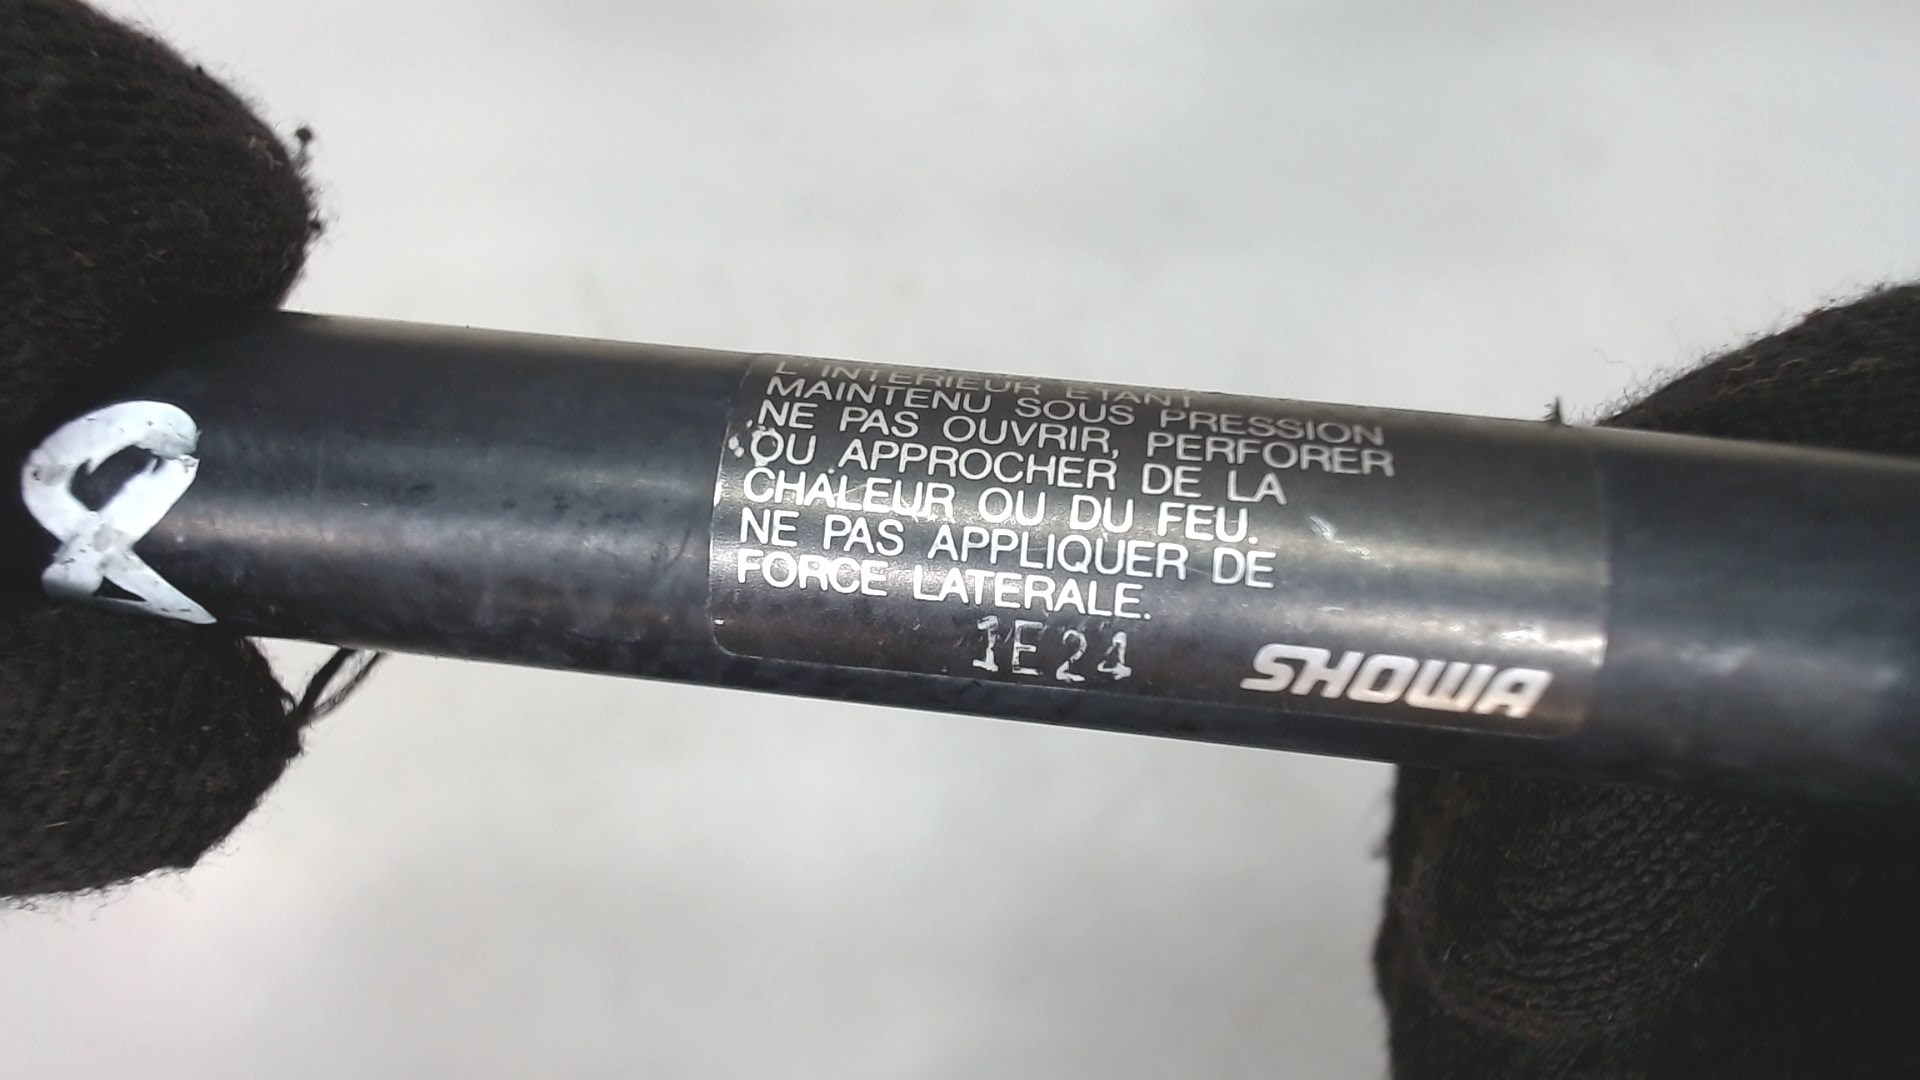 R
L'INTERIEUR ETANT
MAINTENU SOUS PRESSION
NE PAS OUVRIR, PERFORER
OU APPROCHER DE LA
CHALEUR OU DU FEU.
NE PAS APPLIQUER DE
FORCE LATERALE.
1E24
SHOWA